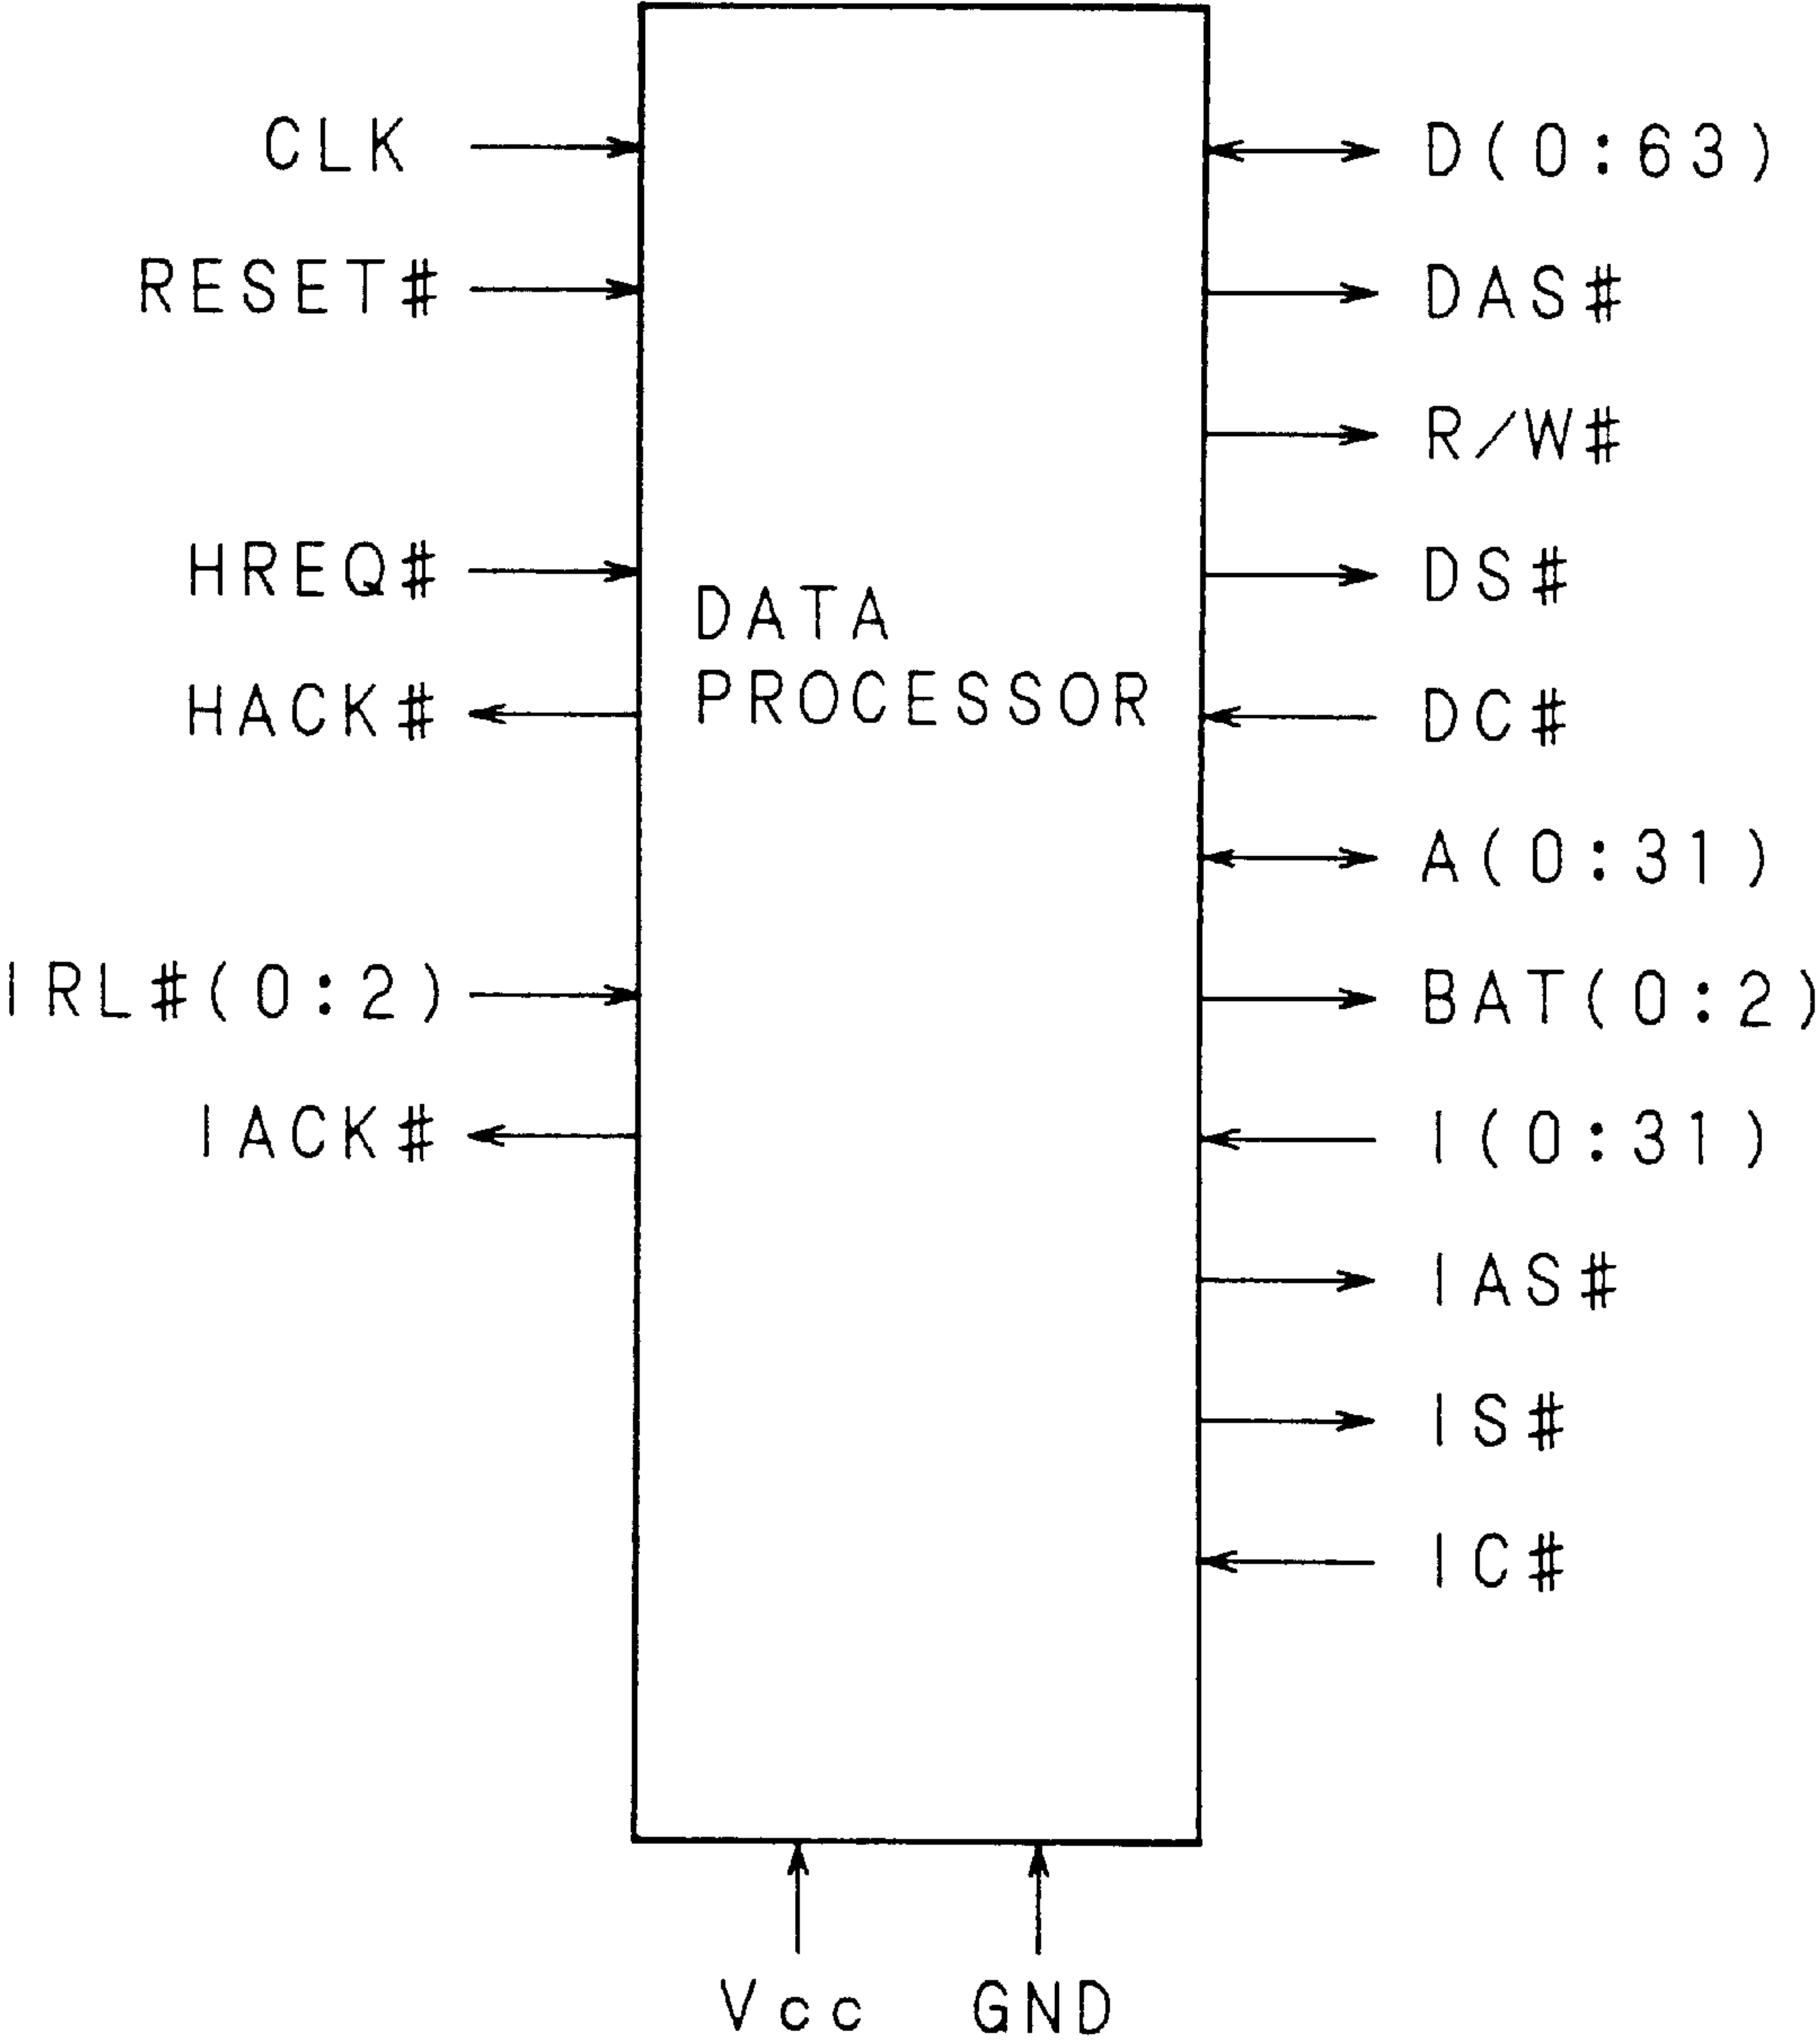 CLK
RESET#
HREQ#
HACK#
IRL#(0:2)
IACK#
DATA
PROCESSOR
D(0:63)
DAS#
R/W#
DS#
DC#
A(0:31)
BAT(0:2)
I(0:31)
IAS#
IS#
IC#
Vcc GND